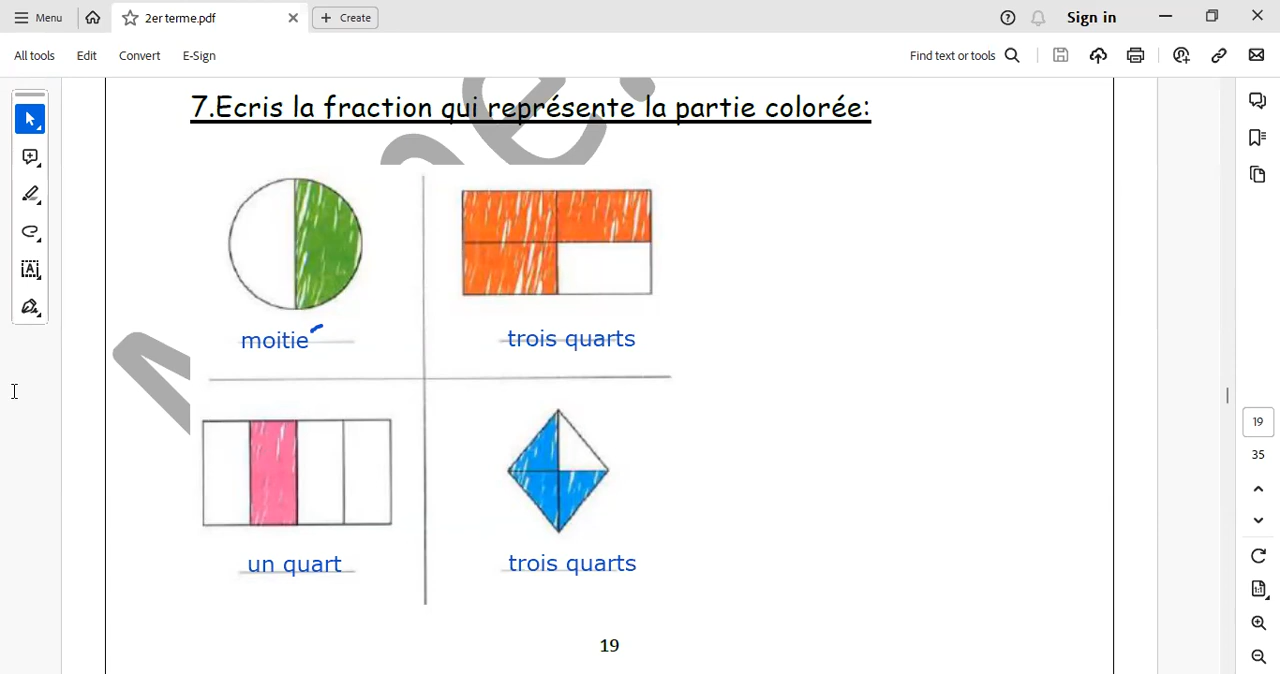 Menu
2er terme.pdf
Create
Sign in
All tools
Edit
Convert
E-Sign
Find text or tools
7.Ecris la fraction qui représente la partie colorée:
moitié
trois quarts
un quart
trois quarts
19
19
35